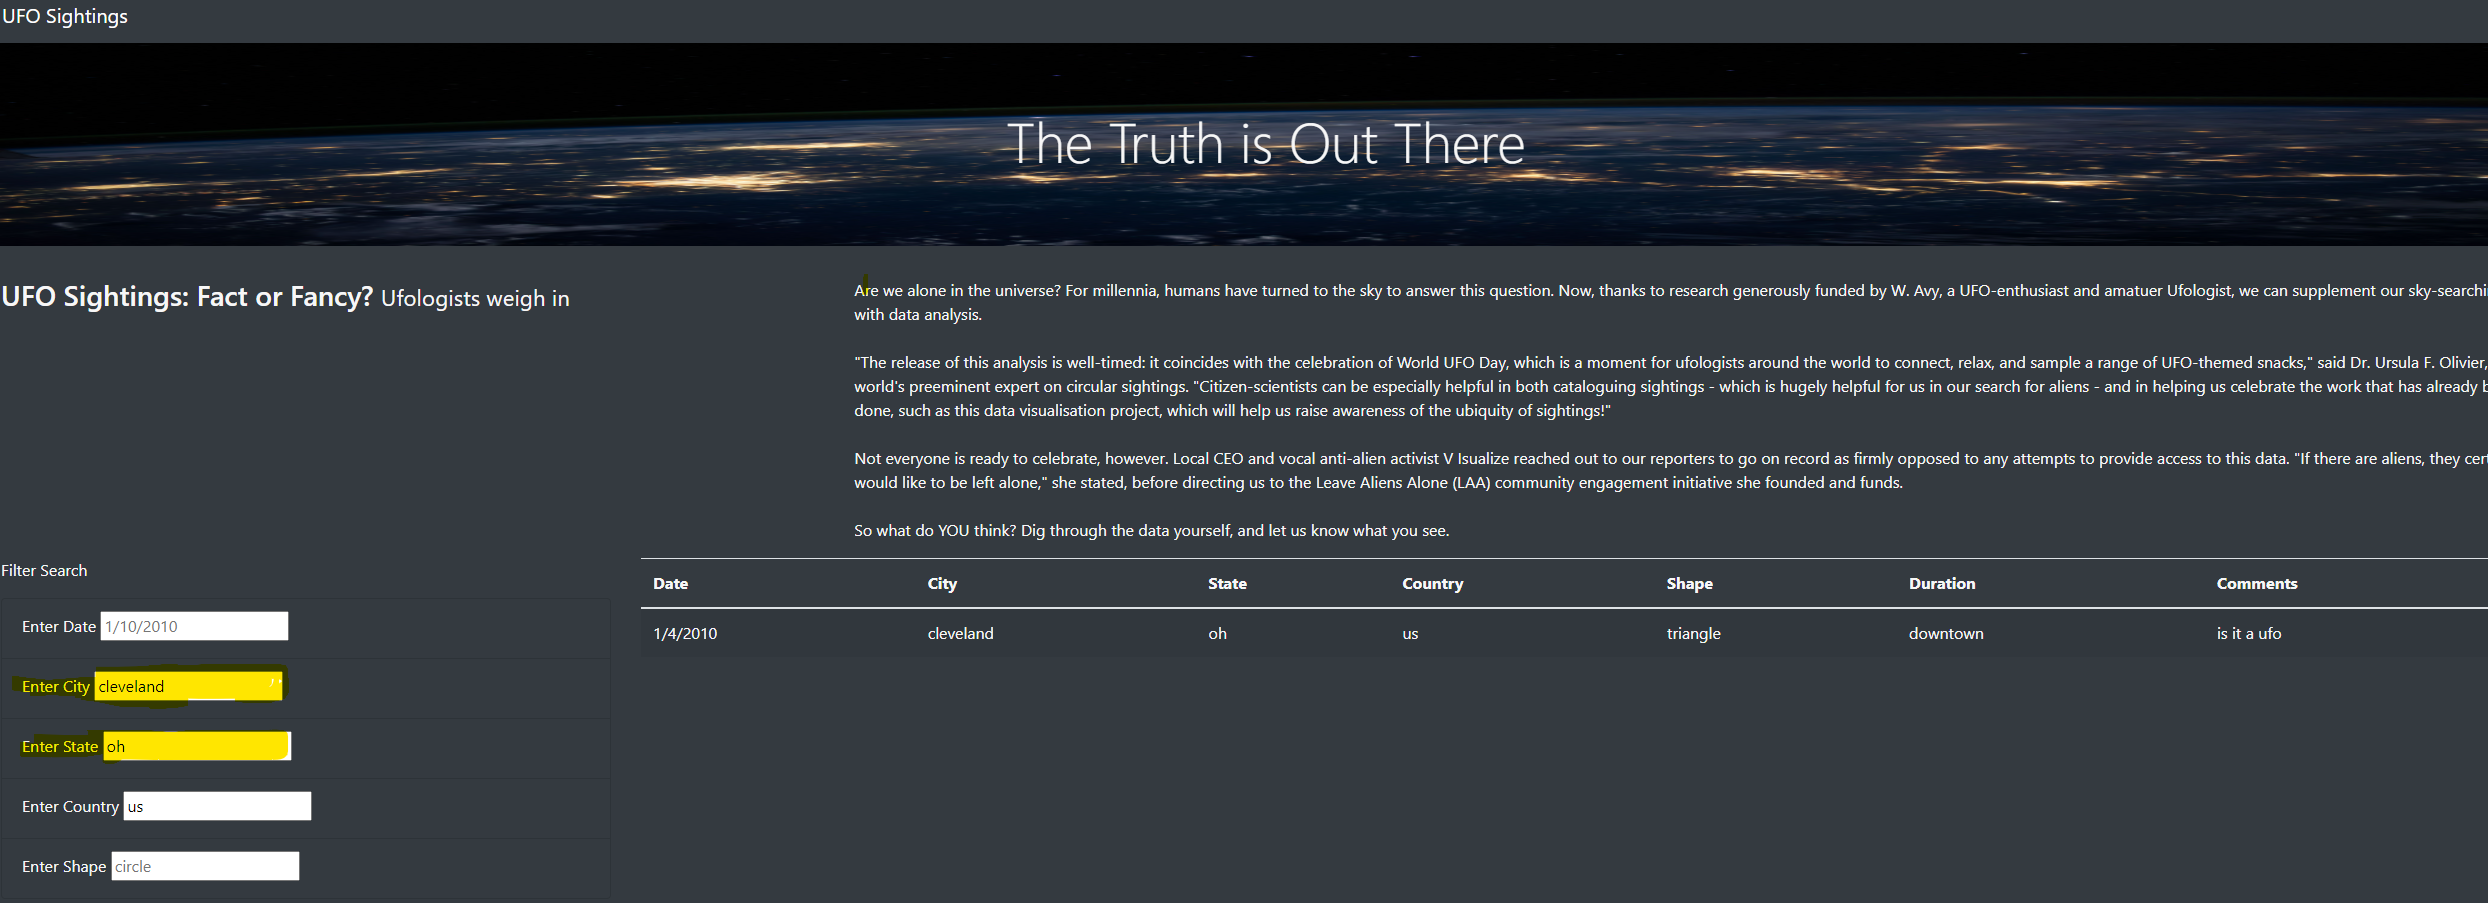 UFO Sightings
The Truth is Out There
UFO Sightings: Fact or Fancy? Ufologists weigh in
Are we alone in the universe? For millennia, humans have turned to the sky to answer this question. Now, thanks to research generously funded by W. Avy, a UFO-enthusiast and amatuer Ufologist, we can supplement our
with data analysis.
"The release of this analysis is well-timed: it coincides with the celebration of World UFO Day, which is a moment for ufologists around the world to connect, relax, and sample a range of UFO-themed snacks," said Dr. Ursula F. Olivier,
world's preeminent expert on circular sightings. "Citizen-scientists can be especially helpful in both cataloguing sightings - which is hugely helpful for us in our search for aliens - and in helping us celebrate the work that has already
done, such as this data visualisation project, which will help us raise awareness of the ubiquity of sightings!"
Not everyone is ready to celebrate, however. Local CEO and vocal anti-alien activist V Isualize reached out to our reporters to go on record as firmly opposed to any attempts to provide access to this data. "If there are aliens, they
would like to be left alone," she stated, before directing us to the Leave Aliens Alone (LAA) community engagement initiative she founded and funds.
So what do YOU think? Dig through the data yourself, and let us know what you see.
Filter Search
Enter Date 1/10/2010
Enter City cleveland
Enter State oh
Enter Country us
Enter Shape circle
Date City State Country Shape Duration Comments
1/4/2010 cleveland oh us triangle downtown is it a ufo